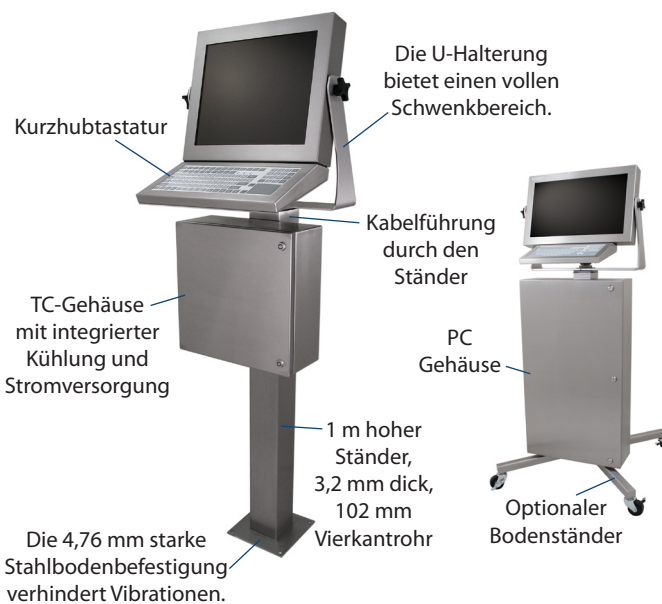 Die U-Halterung
bietet einen vollen
Schwenkbereich.
Kurzhubtastatur
Kabelführung
durch den
Ständer
TC-Gehäuse
mit integrierter
Kühlung und
Stromversorgung
PC
Gehäuse
1 m hoher
Ständer,
3,2 mm dick,
102 mm
Vierkantrohr
Optionaler
Bodenständer
Die 4,76 mm starke
Stahlbodenbefestigung
verhindert Vibrationen.